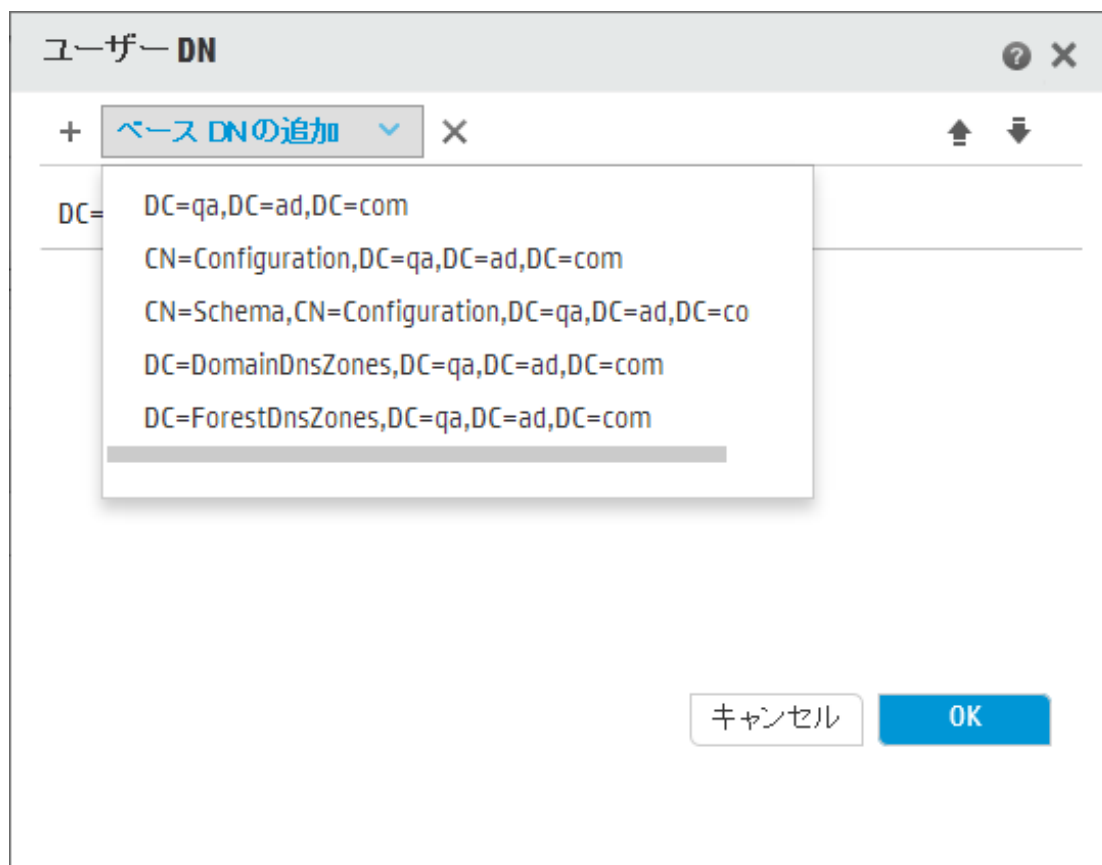 ユーザー DN
ベース DNの追加
DC=
DC=qa,DC=ad,DC=com
CN=Configuration,DC=qa,DC=ad,DC=com
CN=Schema,CN=Configuration,DC=qa,DC=ad,DC=co
DC=DomainDnsZones,DC=qa,DC=ad,DC=com
DC=ForestDnsZones,DC=qa,DC=ad,DC=com
キャンセル
OK